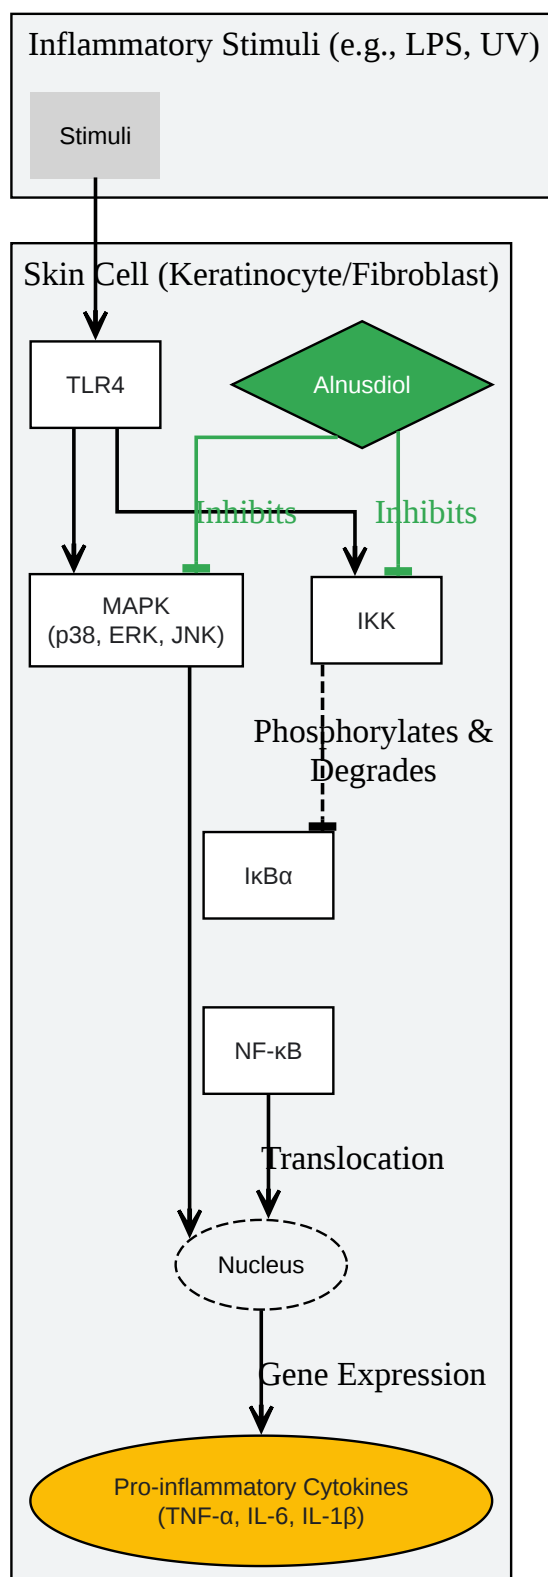 Inflammatory Stimuli (e.g., LPS, UV)
Stimuli
Skin Cell (Keratinocyte/Fibroblast)
TLR4
Alnusdiol
Inhibits
Inhibits
MAPK
(p38, ERK, JNK)
IKK
Phosphorylates &
Degrades
IκBα
NF-κB
Translocation
Nucleus
Gene Expression
Pro-inflammatory Cytokines
(TNF-α, IL-6, IL-1β)